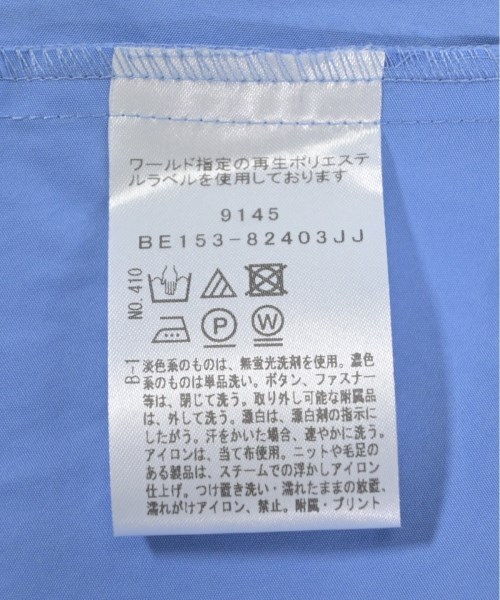 ワールド指定の再生ポリエステ
ルラベルを使用しております
9145
BE153-82403JJ
NO.410
P
W
B-1
淡色系のものは、無蛍光洗剤を使用。濃色
系のものは単品洗い。ボタン、ファスナー
等は、閉じて洗う。取り外し可能な附属品
は、外して洗う。漂白は、漂白剤の指示に
したがう。汗をかいた場合、速やかに洗う。
アイロンは、当て布使用。ニットや毛足の
ある製品は、スチームでの浮かしアイロン
仕上げ。つけ置き洗い・濡れたままの放置、
濡れがけアイロン、禁止。附属・プリント